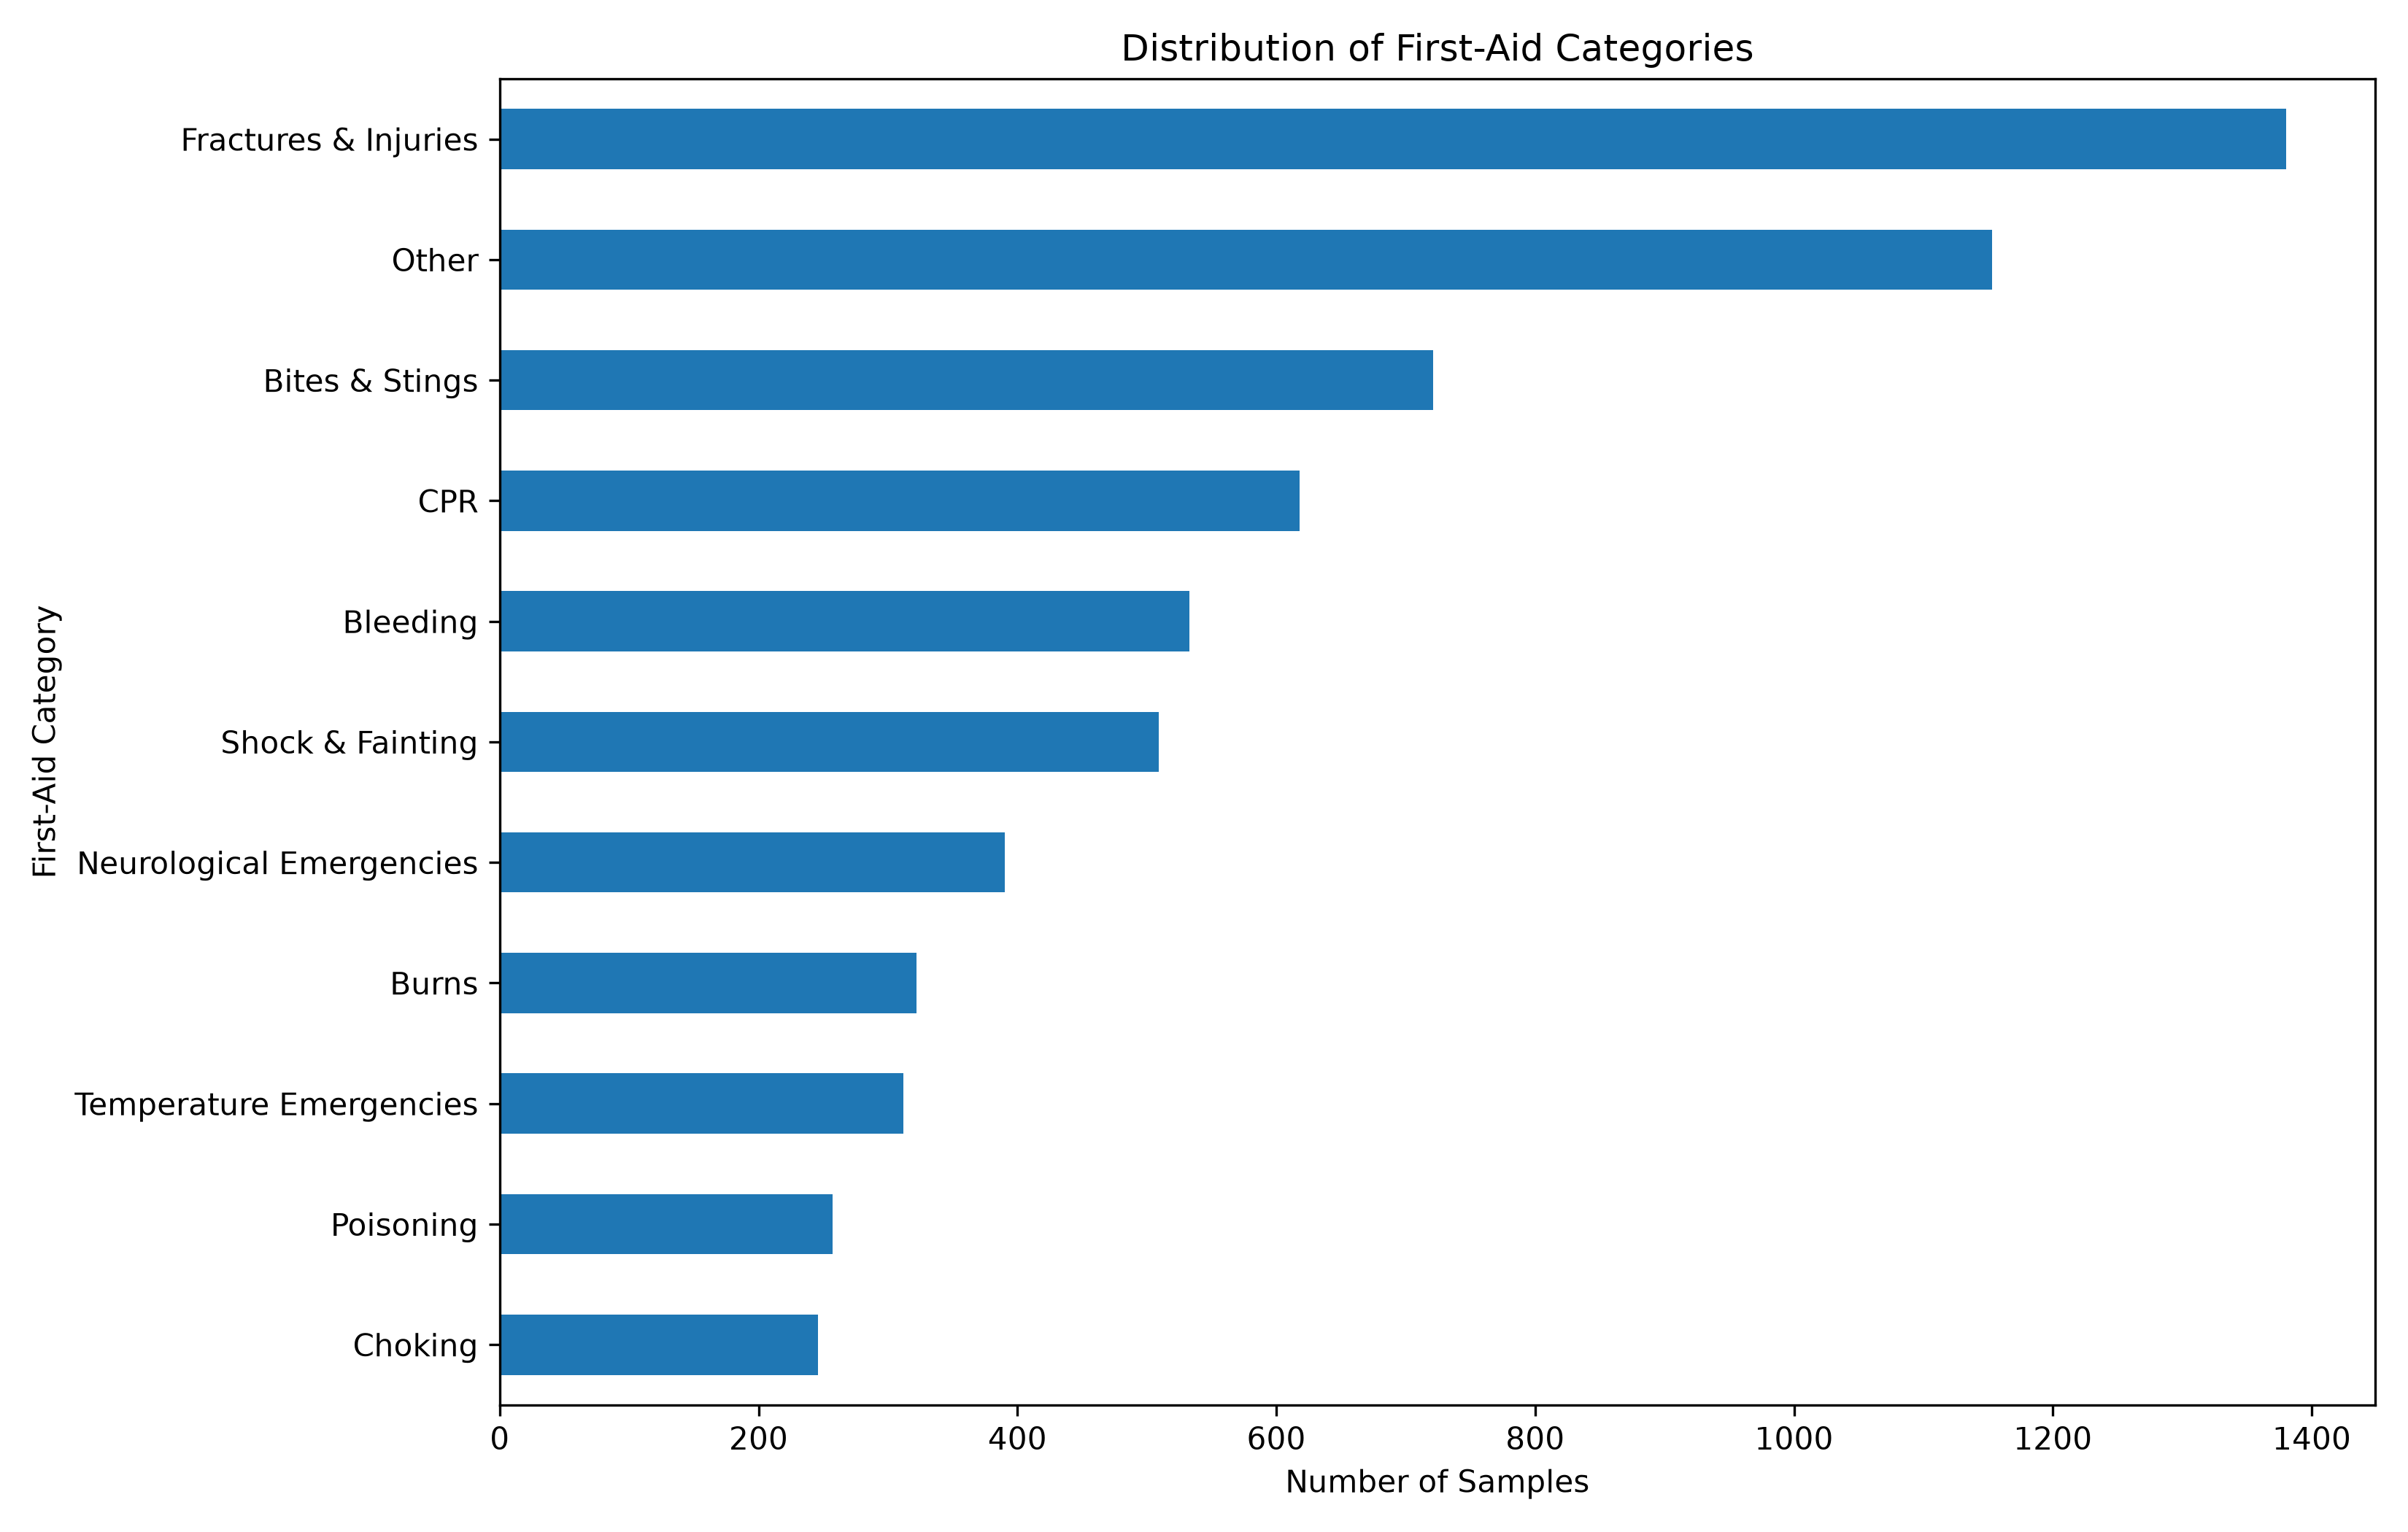 Distribution of First-Aid Categories
First-Aid Category
Fractures & Injuries
Other
Bites & Stings
CPR
Bleeding
Shock & Fainting
Neurological Emergencies
Burns
Temperature Emergencies
Poisoning
Choking
0 200 400 600 800 1000 1200 1400
Number of Samples